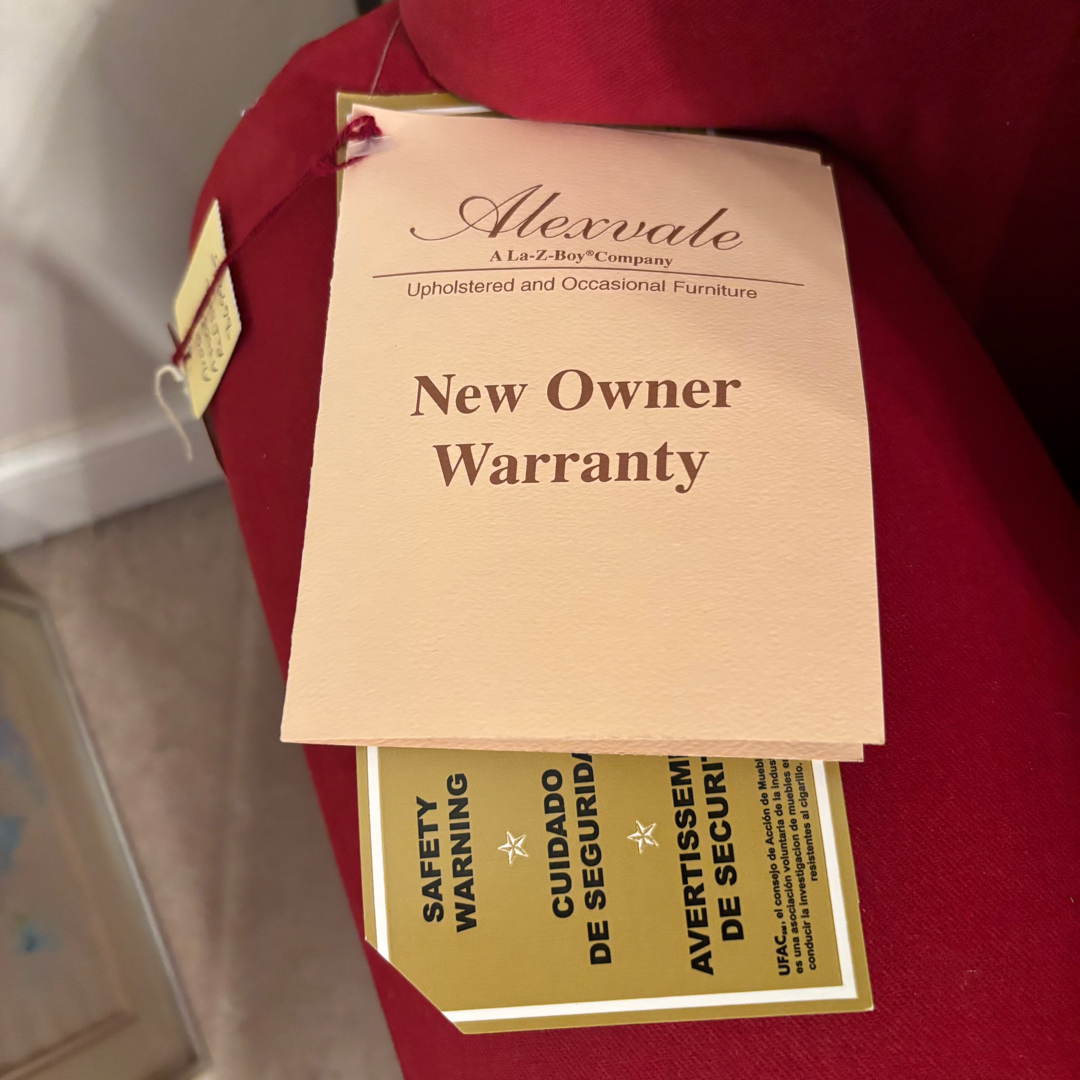 Alexvale
A La-Z-Boy® Company
Upholstered and Occasional Furniture
New Owner
Warranty
SAFETY
WARNING
CUIDADO
DE SEGURIDA
AVERTISSEM
DE SECURI
UFAC, el consejo de Acción de Muebl
es una asociación voluntaria de la indus
conducir la investigacion de muebles
resistentes al cigarillo.